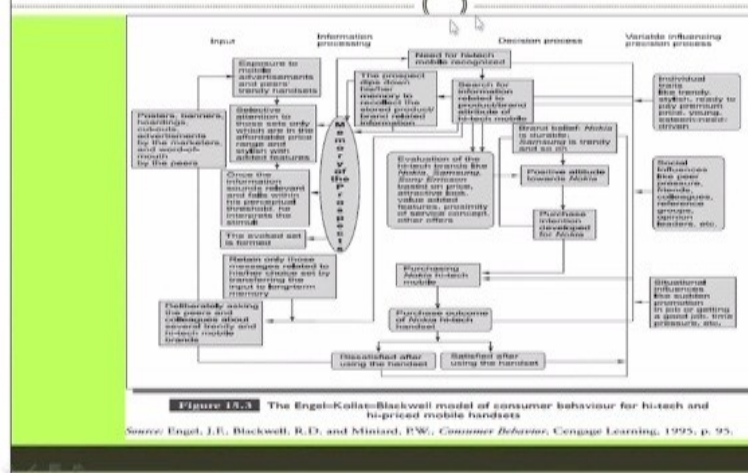 Input
Information
processing
Decision process
Variable influencing
precision process
Need for hi-tech
mobile recognized
Exposure to
mobile
advertisements
and peers'
trendy handsets
The prospect
dips down
his/her
memory to
recollect the
stored product/
brand related
information
Search for
information
related to
product/brand
attribute of
hi-tech mobile
Individual
traits
like trendy,
stylish, ready to
pay premium
price, young,
esteem-need-
driven
Posters, banners,
hoardings,
cutouts,
advertisements
by the marketers,
and word-of-
mouth
by the peers
Selective
attention to
those sets only
which are in the
affordable price
range and
stylish with
added features
Memory of the Prospects
Brand belief: Nokia
is durable;
Samsung is trendy
and so on
Evaluation of the
hi-tech brands like
Nokia, Samsung,
Sony Ericsson
based on price,
attractive look,
value added
features, proximity
of service concept,
other offers
Positive attitude
towards Nokia
Social
influences
like peer
pressure,
friends,
colleagues,
reference
groups,
opinion
leaders, etc.
Once the
information
sounds relevant
and falls within
his perceptual
threshold, he
interprets the
stimuli
Purchase
intention
developed
for Nokia
The evoked set
is formed
Retain only those
messages related to
his/her choice set by
transferring the
input to long-term
memory
Purchasing
Nokia hi-tech
mobile
Situational
influences
like sudden
promotion
in job or getting
a good job, time
pressure, etc.
Deliberately asking
the peers and
colleagues about
several trendy and
hi-tech mobile
brands
Purchase outcome
of Nokia hi-tech
handset
Dissatisfied after
using the handset
Satisfied after
using the handset
Figure 15.3 The Engel-Kollat-Blackwell model of consumer behaviour for hi-tech and
hi-priced mobile handsets
Source: Engel, J.F., Blackwell, R.D. and Miniard, P.W., Consumer Behavior, Cengage Learning, 1995, p. 95.